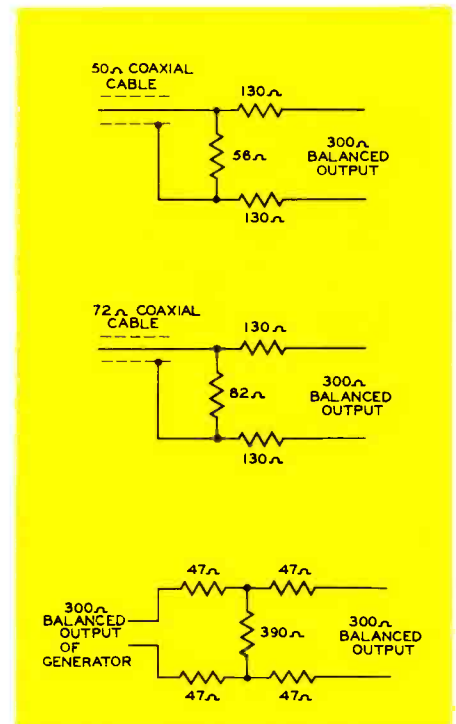 50Ω COAXIAL
CABLE
130Ω
56Ω
300Ω
BALANCED
OUTPUT
130Ω
72Ω COAXIAL
CABLE
130Ω
82Ω
300Ω
BALANCED
OUTPUT
130Ω
47Ω 47Ω
300Ω
BALANCED
OUTPUT
OF
GENERATOR
390Ω
300Ω
BALANCED
OUTPUT
47Ω 47Ω